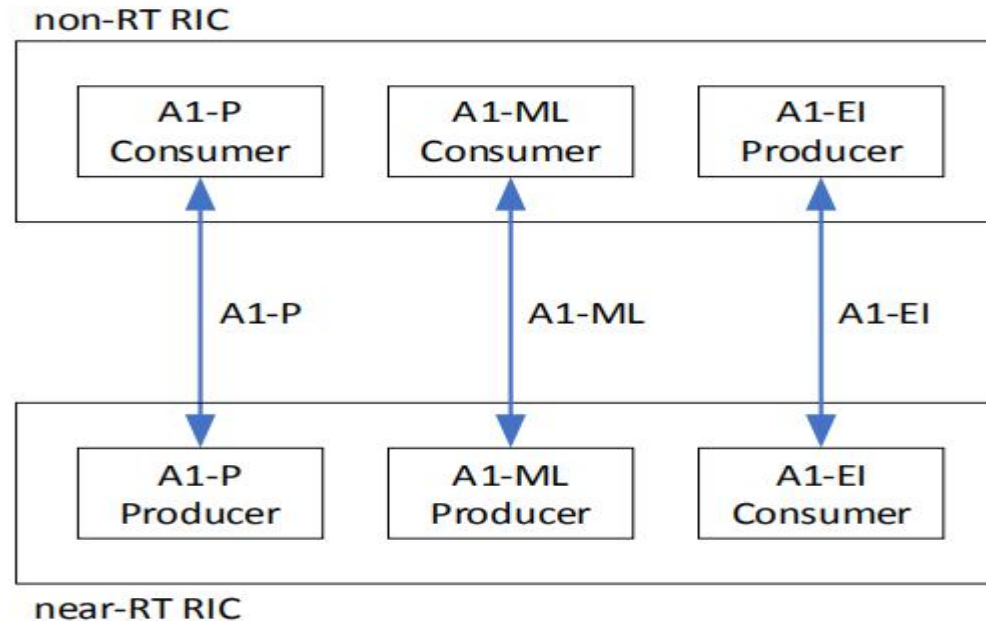 non-RT RIC
A1-P
Consumer
A1-ML
Consumer
A1-EI
Producer
A1-P
A1-ML
A1-EI
A1-P
Producer
A1-ML
Producer
A1-EI
Consumer
near-RT RIC